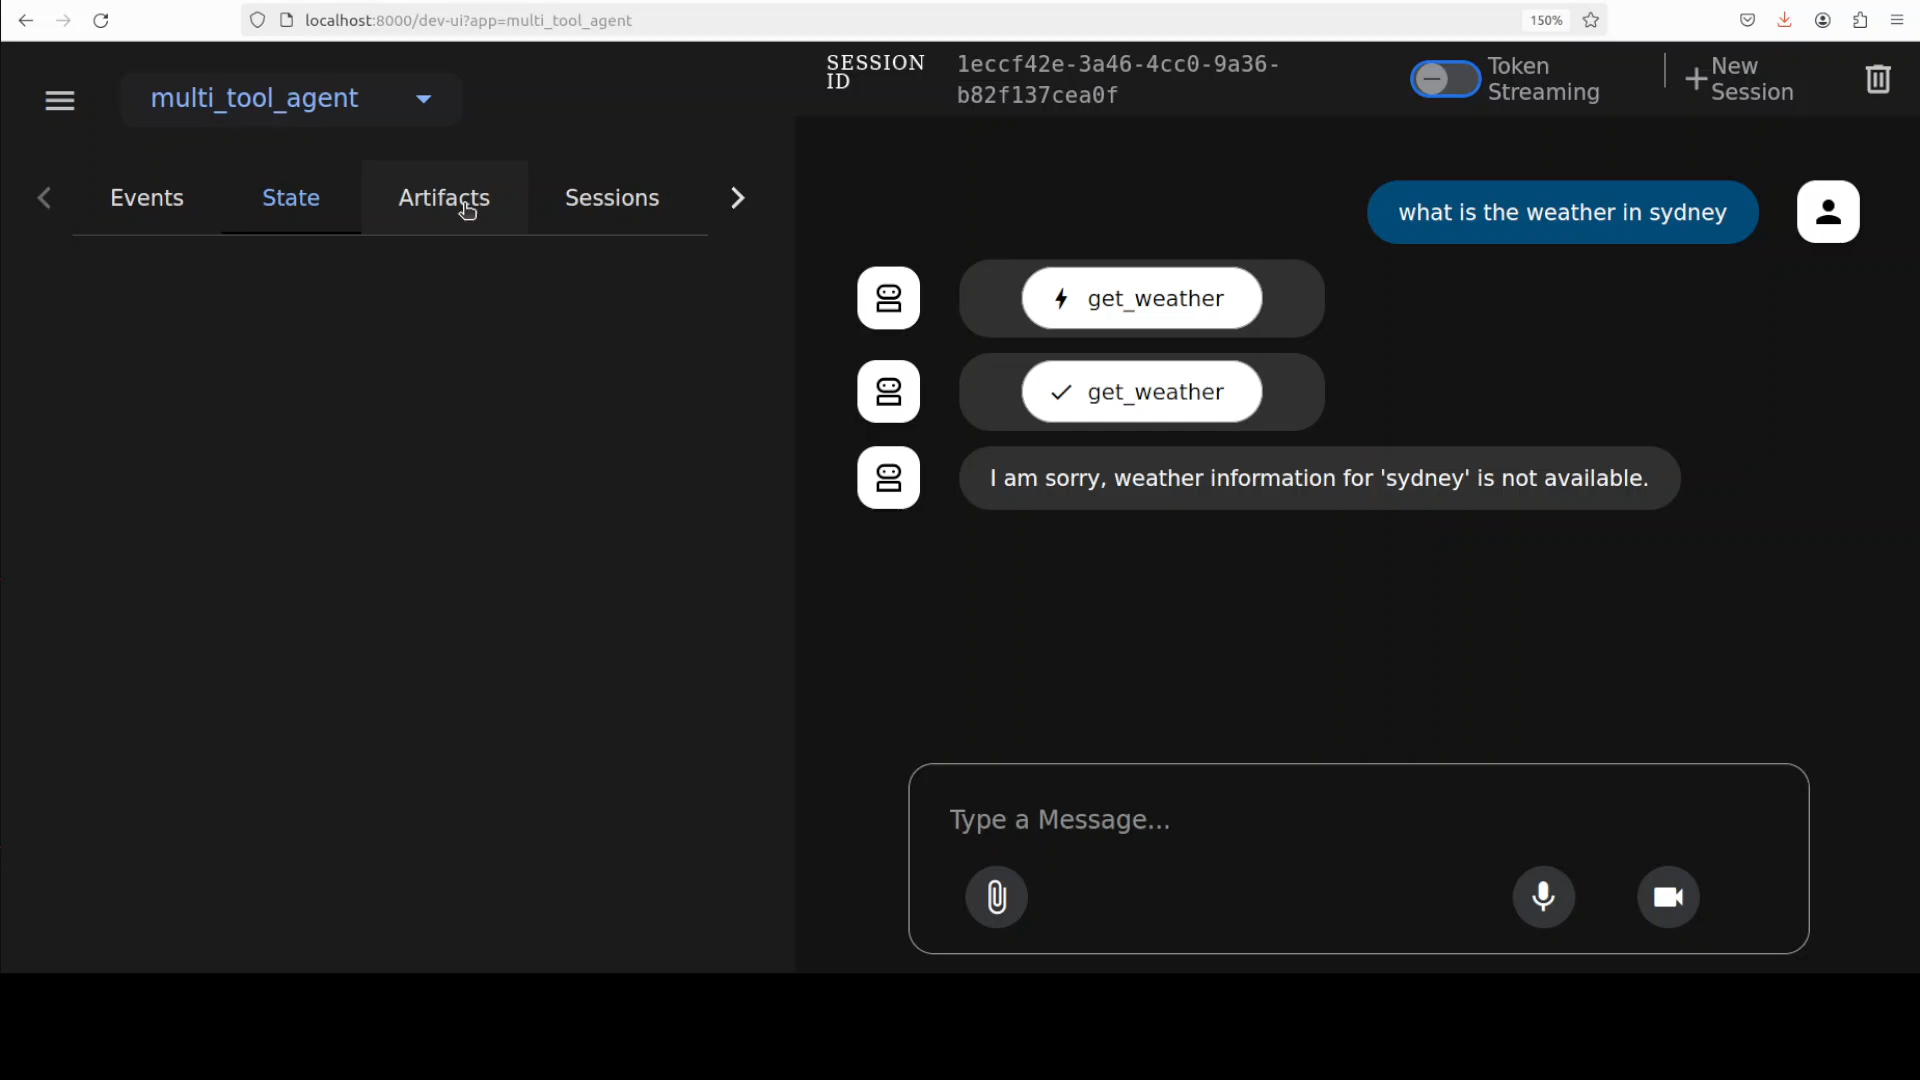 localhost:8000/dev-ui?app=multi_tool_agent
150%
multi_tool_agent
SESSION
ID
1eccf42e-3a46-4cc0-9a36-
b82f137cea0f
Token
Streaming
New
Session
Events
State
Artifacts
Sessions
what is the weather in sydney
get_weather
get_weather
I am sorry, weather information for 'sydney' is not available.
Type a Message...